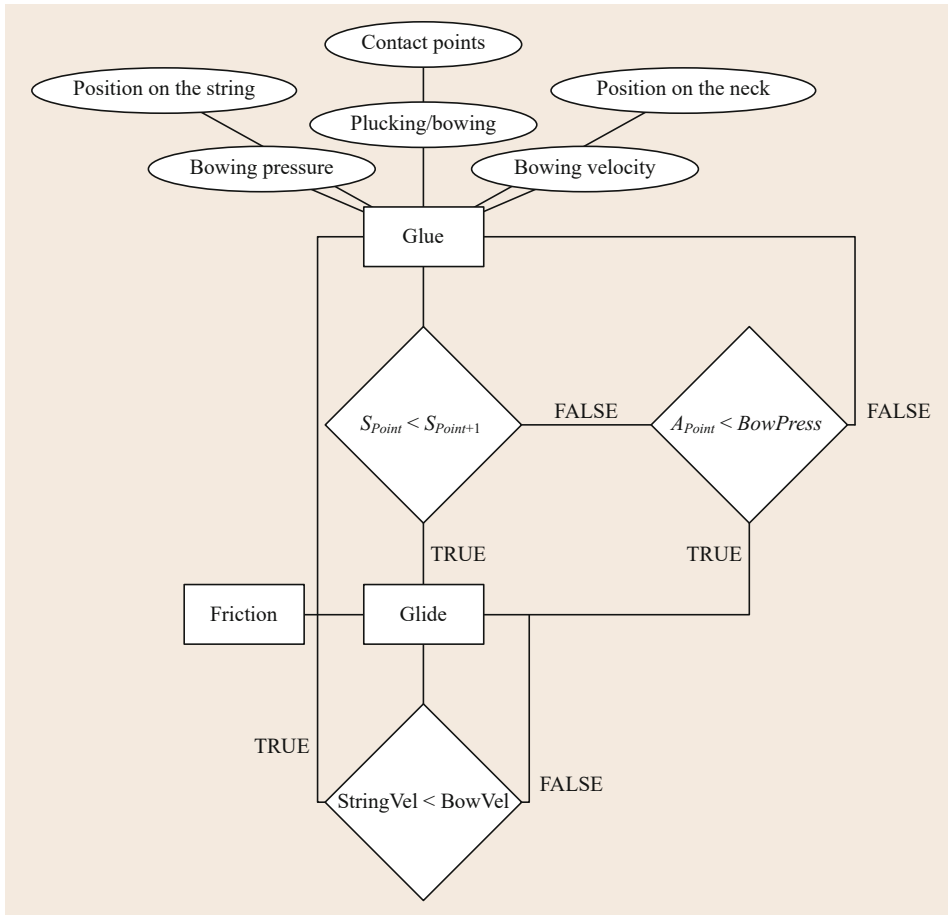 Contact points
Position on the string
Position on the neck
Plucking/bowing
Bowing pressure
Bowing velocity
Glue
S_Point < S_Point+1
FALSE
A_Point < BowPress
FALSE
TRUE
TRUE
Friction
Glide
TRUE
FALSE
StringVel < BowVel